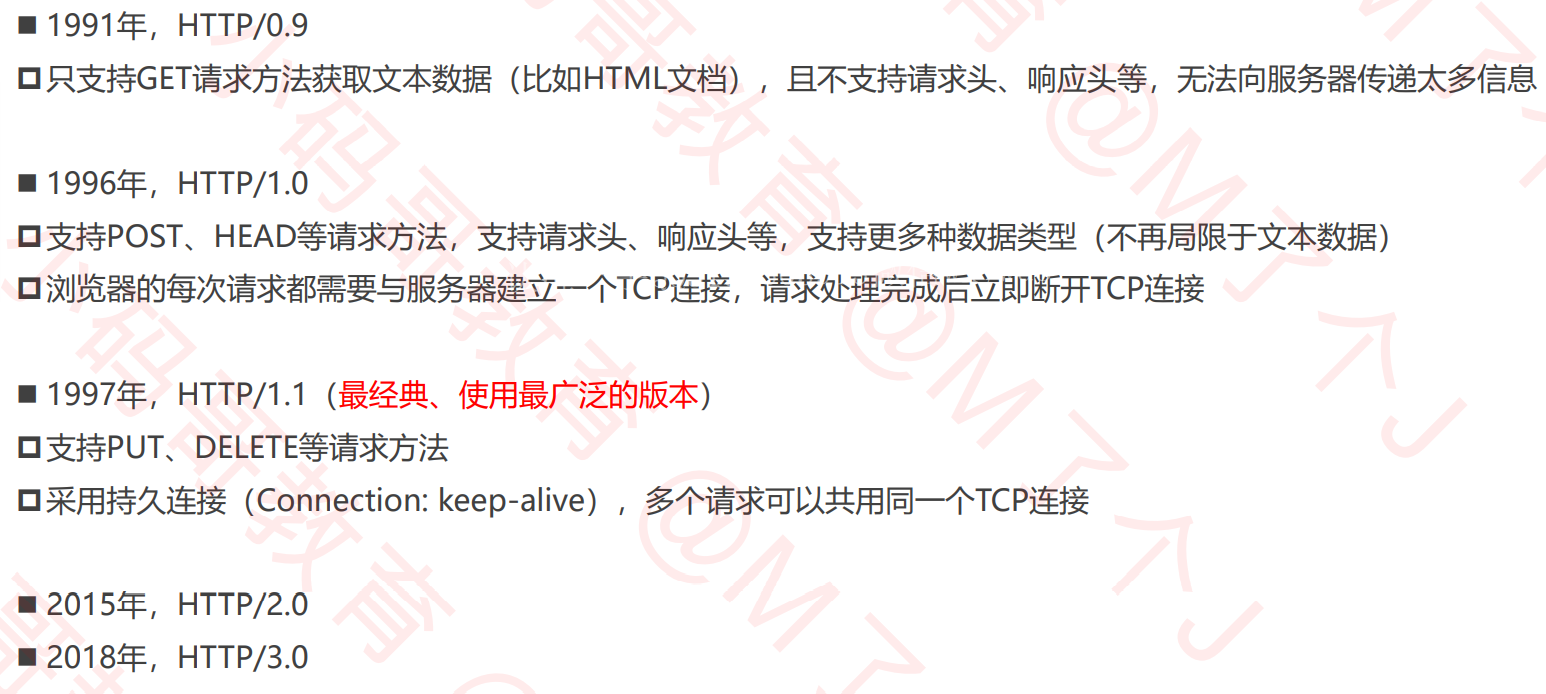 ■ 1991年，HTTP/0.9
只支持GET请求方法获取文本数据（比如HTML文档），且不支持请求头、响应头等，无法向服务器传递太多信息
■ 1996年，HTTP/1.0
支持POST、HEAD等请求方法，支持请求头、响应头等，支持更多种数据类型（不再局限于文本数据）
浏览器的每次请求都需要与服务器建立一个TCP连接，请求处理完成后立即断开TCP连接
■ 1997年，HTTP/1.1（最经典、使用最广泛的版本）
支持PUT、DELETE等请求方法
采用持久连接（Connection: keep-alive），多个请求可以共用同一个TCP连接
■ 2015年，HTTP/2.0
■ 2018年，HTTP/3.0
小码哥教育 @M了个J